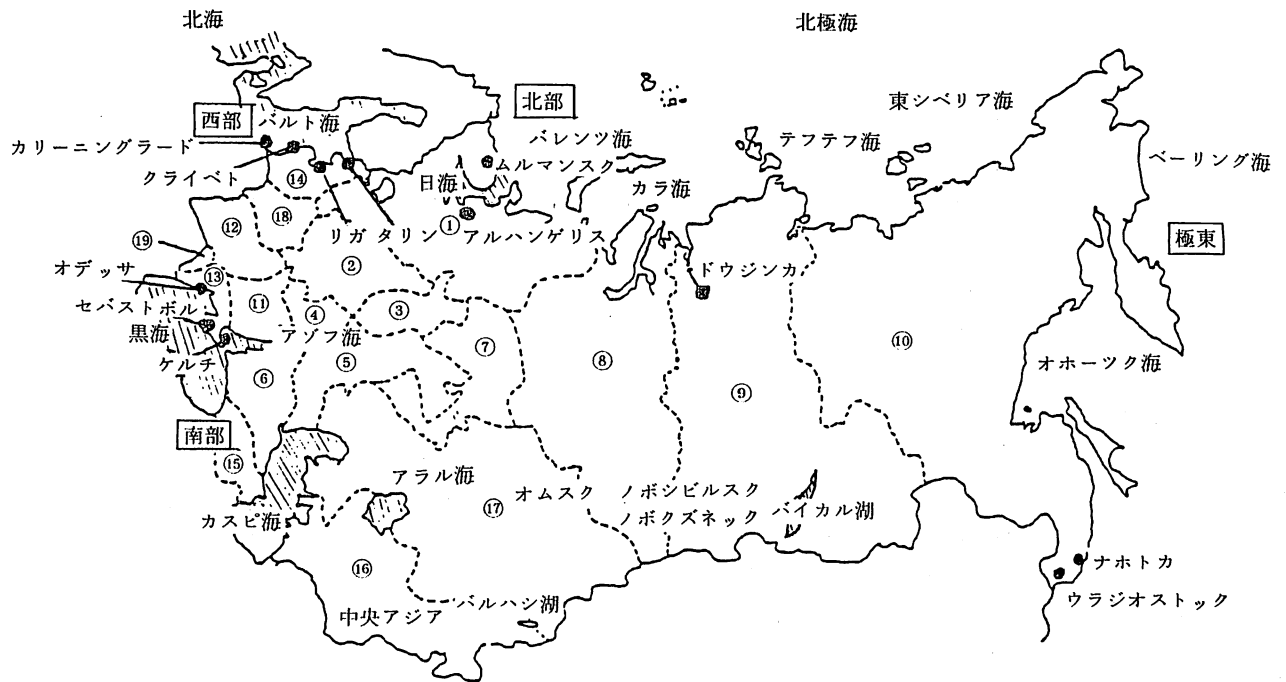 北海
北極海
東シベリア海
北部
西部
バルト海
バレンツ海
テフテフ海
カリーニングラード
ムルマンスク
ベーリング海
クライベト
⑭
日海
カラ海
⑫
⑱
①
⑲
リガ
タリン
アルハンゲリス
極東
オデッサ
⑬
②
ドウジンカ
セバストボル
⑪
④
③
黒海
アゾフ海
⑩
ケルチ
⑤
⑦
⑧
オホーツク海
⑥
⑨
南部
⑮
アラル海
オムスク
ノボシビルスク
カスピ海
⑰
ノボクズネック
バイカル湖
⑯
ナホトカ
中央アジア
バルハシ湖
ウラジオストック